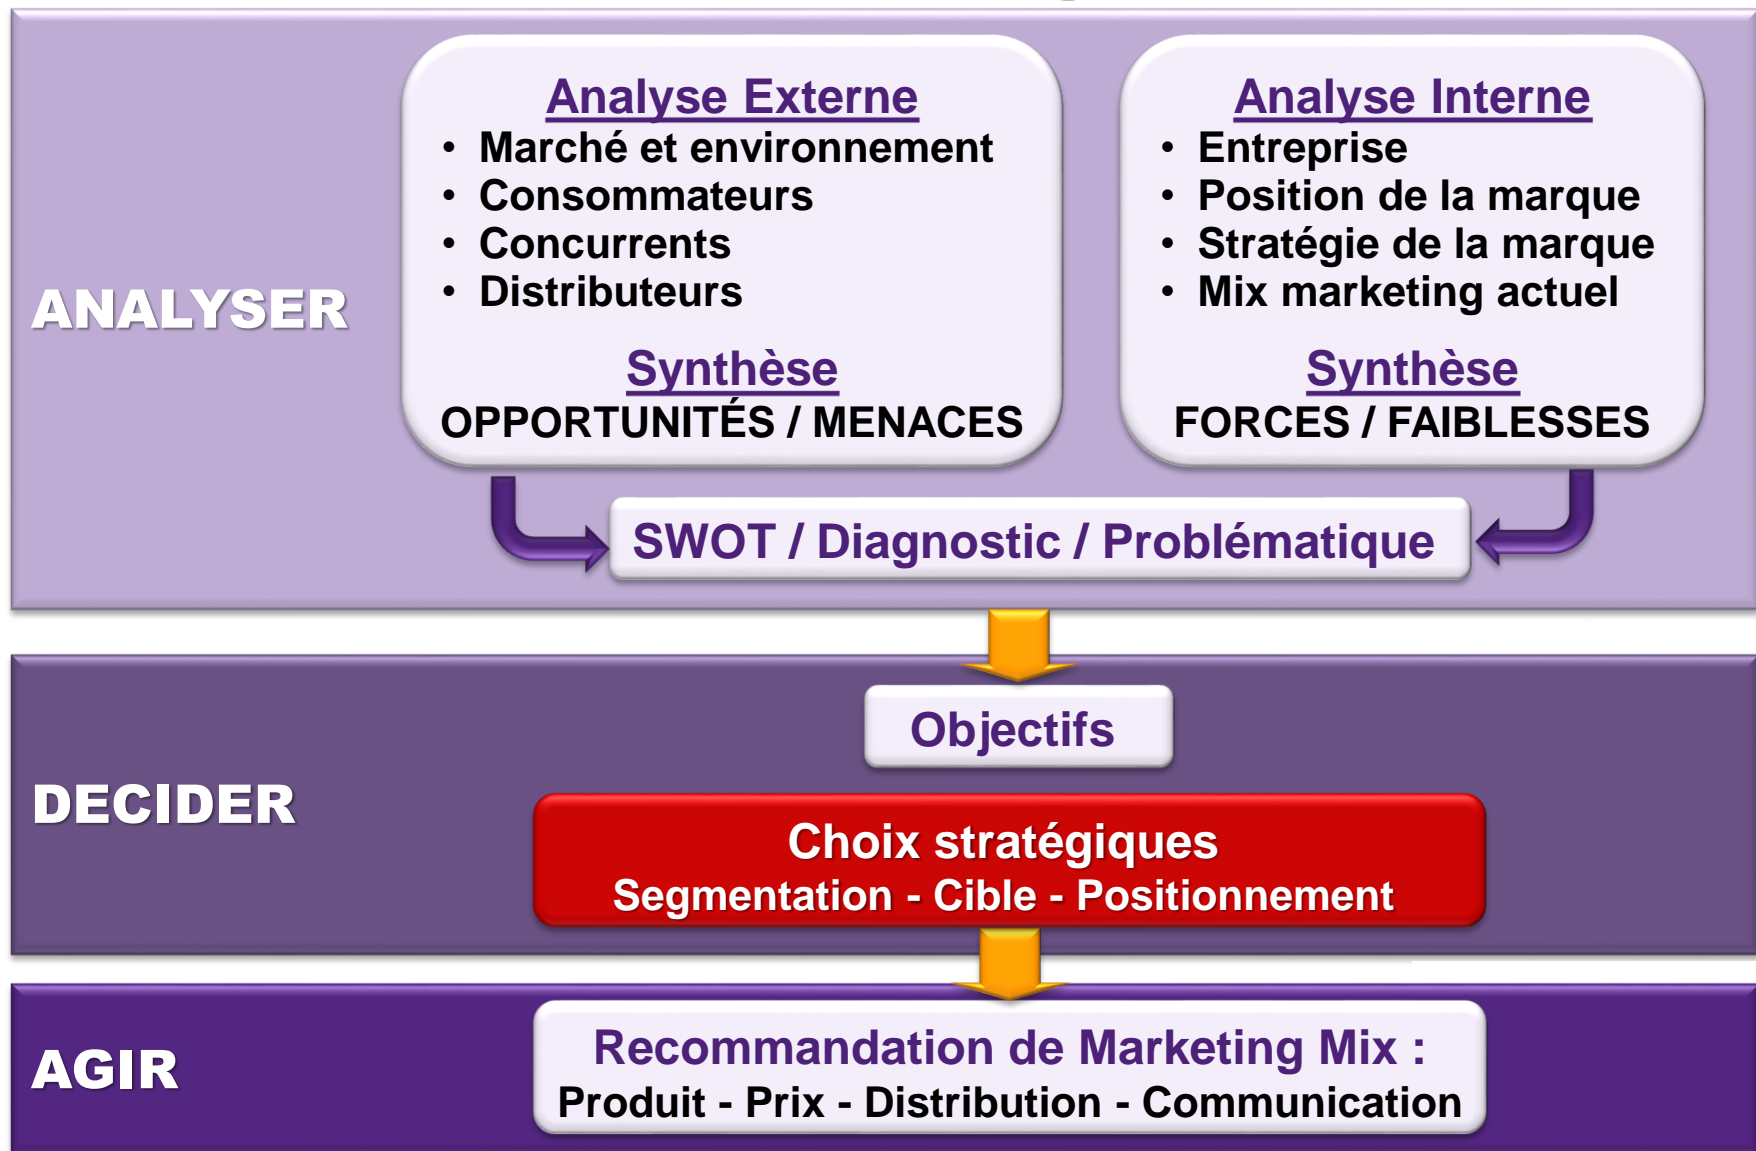 ANALYSER
Analyse Externe
• Marché et environnement
• Consommateurs
• Concurrents
• Distributeurs
Synthèse
OPPORTUNITÉS / MENACES
Analyse Interne
• Entreprise
• Position de la marque
• Stratégie de la marque
• Mix marketing actuel
Synthèse
FORCES / FAIBLESSES
SWOT / Diagnostic / Problématique
DECIDER
Objectifs
Choix stratégiques
Segmentation - Cible - Positionnement
AGIR
Recommandation de Marketing Mix :
Produit - Prix - Distribution - Communication